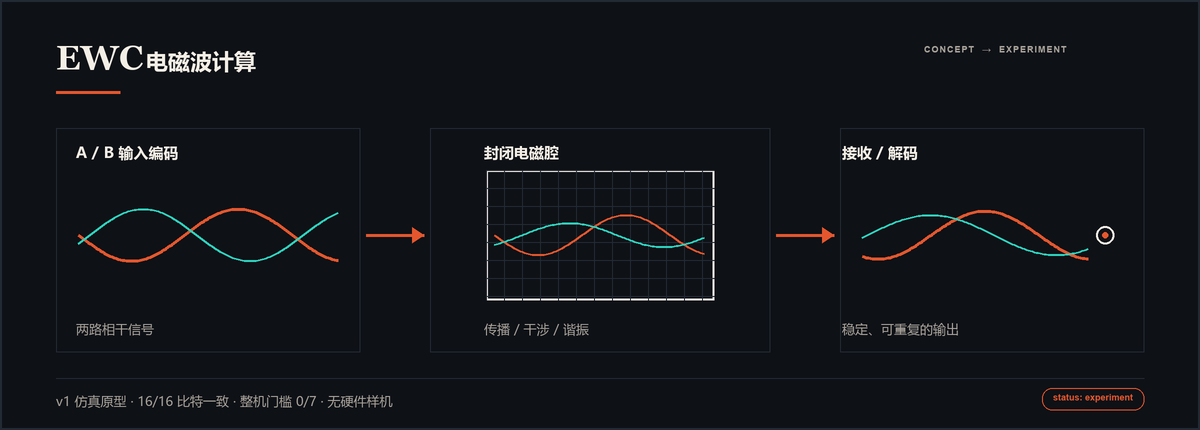 EWC电磁波计算
CONCEPT → EXPERIMENT
A / B 输入编码
两路相干信号
封闭电磁腔
传播 / 干涉 / 谐振
接收 / 解码
稳定、可重复的输出
v1 仿真原型 · 16/16 比特一致 · 整机门槛 0/7 · 无硬件样机
status: experiment